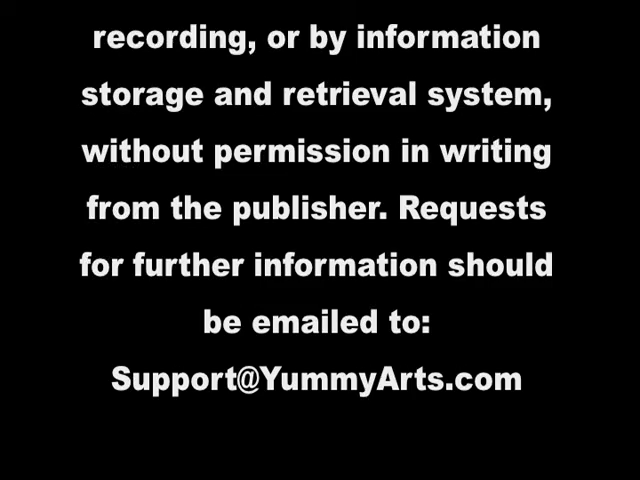 recording, or by information
storage and retrieval system,
without permission in writing
from the publisher. Requests
for further information should
be emailed to:
Support@YummyArts.com